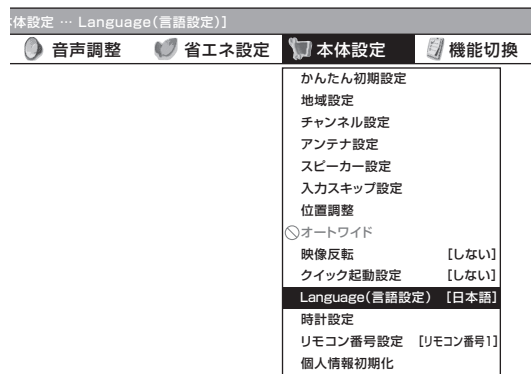 体設定 … Language(言語設定)]
音声調整 省エネ設定 本体設定 機能切換
かんたん初期設定
地域設定
チャンネル設定
アンテナ設定
スピーカー設定
入力スキップ設定
位置調整
オートワイド
映像反転 [しない]
クイック起動設定 [しない]
Language(言語設定) [日本語]
時計設定
リモコン番号設定 [リモコン番号1]
個人情報初期化